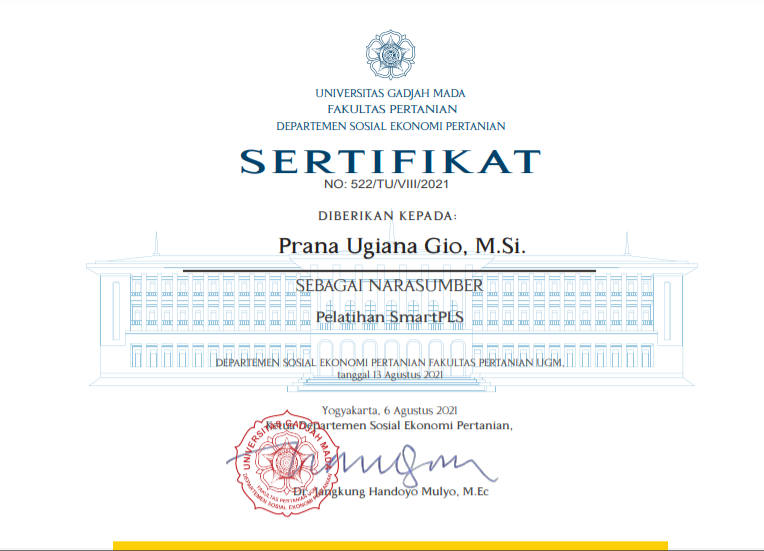 UNIVERSITAS GADJAH MADA
FAKULTAS PERTANIAN
DEPARTEMEN SOSIAL EKONOMI PERTANIAN
SERTIFIKAT
NO: 522/TU/VIII/2021
DIBERIKAN KEPADA:
Prana Ugiana Gio, M.Si.
SEBAGAI NARASUMBER
Pelatihan SmartPLS
DEPARTEMEN SOSIAL EKONOMI PERTANIAN FAKULTAS PERTANIAN UGM,
tanggal 13 Agustus 2021
Yogyakarta, 6 Agustus 2021
Ketua Departemen Sosial Ekonomi Pertanian,
UNIVERSITAS GADJAH MADA
FAKULTAS PERTANIAN
DEPARTEMEN SOSIAL EKONOMI PERTANIAN
Dr. Jangkung Handoyo Mulyo, M.Ec